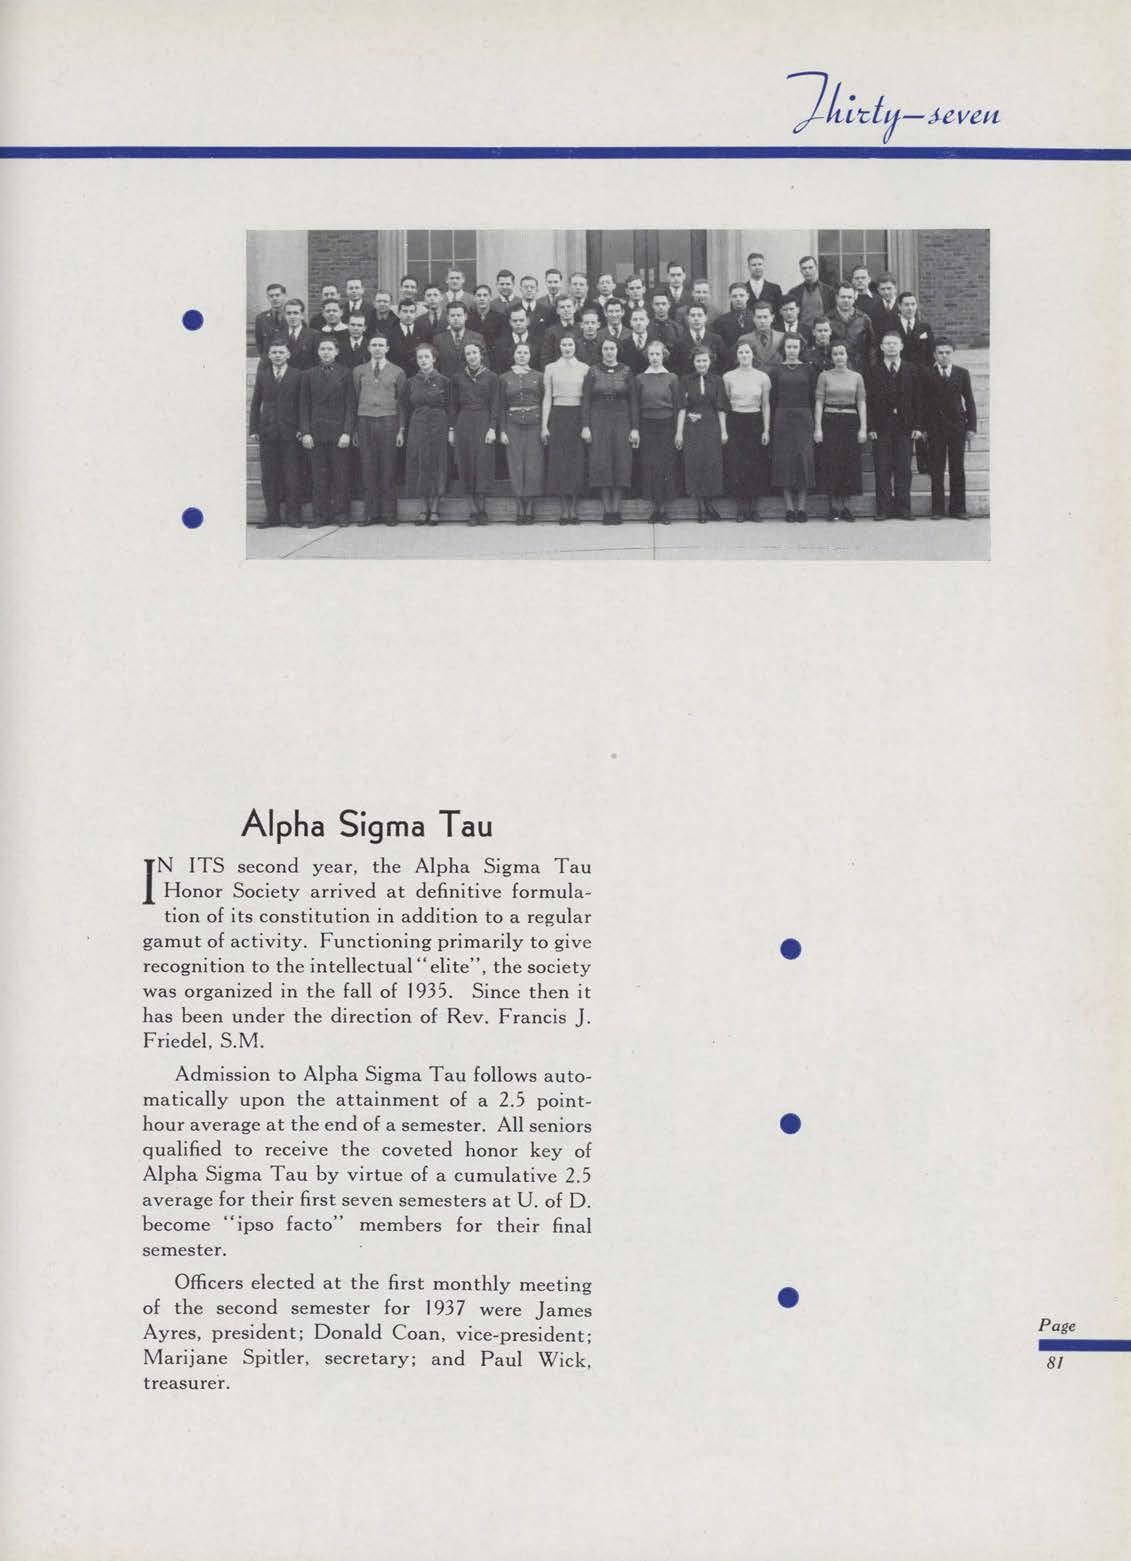 Thirty-seven
Alpha Sigma Tau
IN ITS second year, the Alpha Sigma Tau
Honor Society arrived at definitive formula-
tion of its constitution in addition to a regular
gamut of activity. Functioning primarily to give
recognition to the intellectual "elite", the society
was organized in the fall of 1935. Since then it
has been under the direction of Rev. Francis J.
Friedel, S.M.
Admission to Alpha Sigma Tau follows auto-
matically upon the attainment of a 2.5 point-
hour average at the end of a semester. All seniors
qualified to receive the coveted honor key of
Alpha Sigma Tau by virtue of a cumulative 2.5
average for their first seven semesters at U. of D.
become "ipso facto" members for their final
semester.
Officers elected at the first monthly meeting
of the second semester for 1937 were James
Ayres, president; Donald Coan, vice-president;
Marijane Spitler, secretary; and Paul Wick,
treasurer.
Page
81